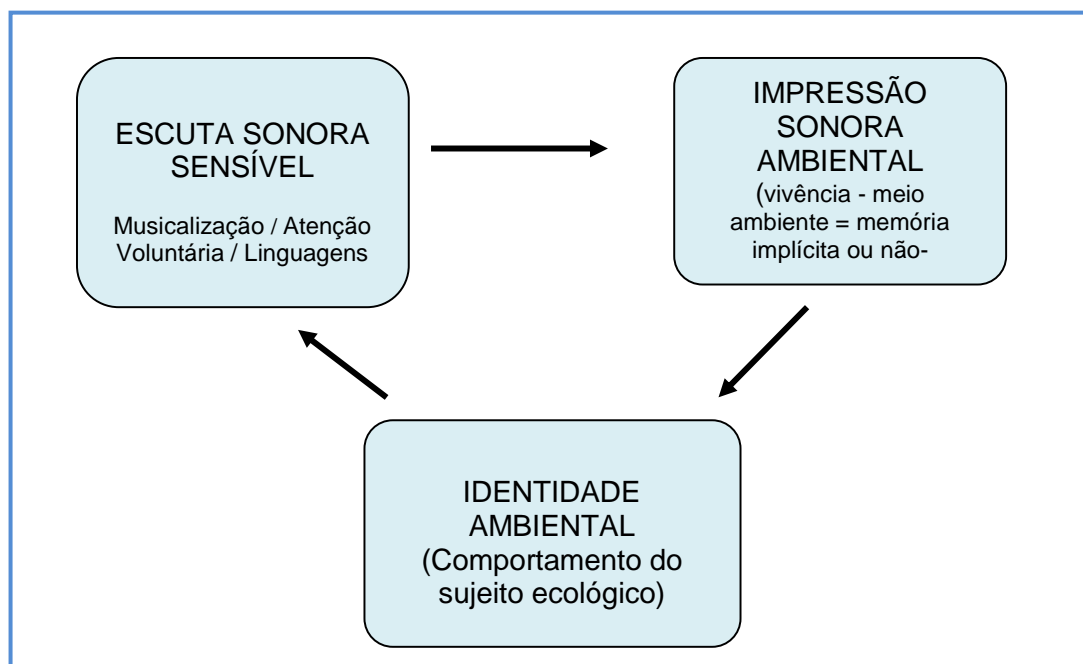 ESCUTA SONORA
SENSÍVEL
Musicalização / Atenção
Voluntária / Linguagens
IMPRESSÃO
SONORA
AMBIENTAL
(vivência - meio
ambiente = memória
implícita ou não-
IDENTIDADE
AMBIENTAL
(Comportamento do
sujeito ecológico)